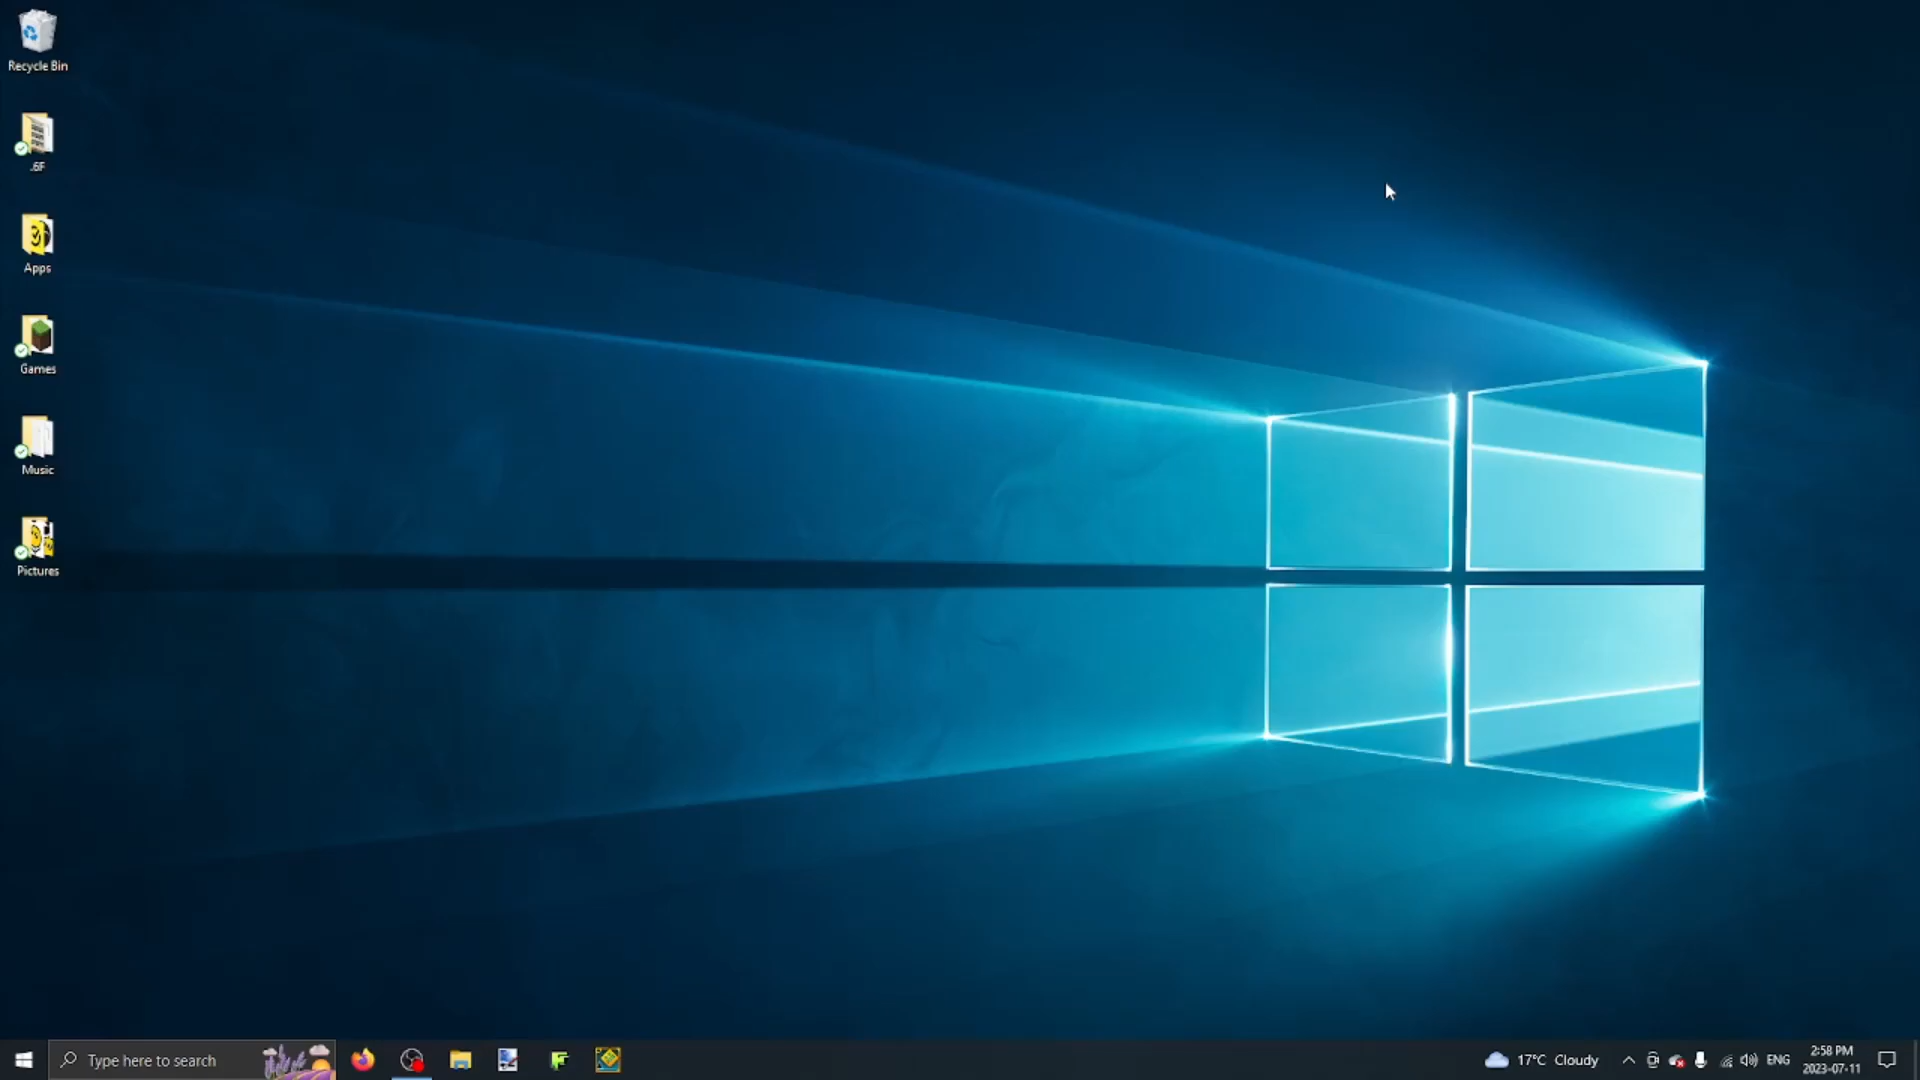 Recycle Bin
.6F
Apps
Games
Music
Pictures
Type here to search
17°C Cloudy
ENG
2:58 PM
2023-07-11